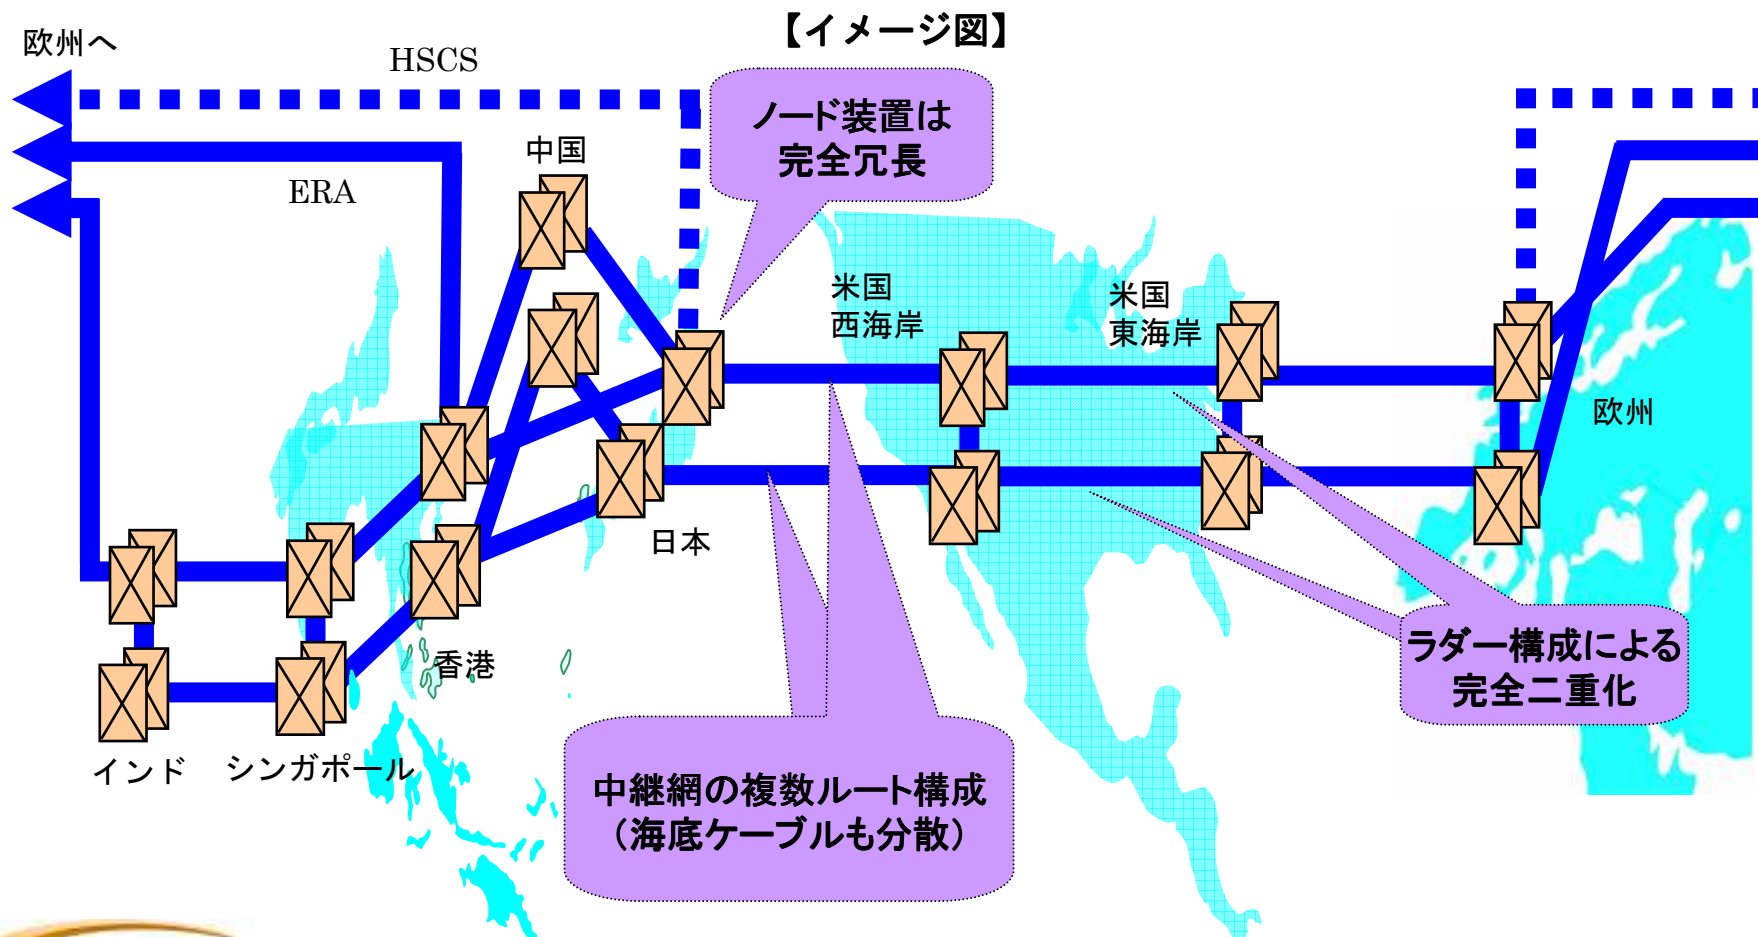 【イメージ図】
欧州へ
HSCS
ノード装置は
完全冗長
中国
ERA
米国
西海岸
米国
東海岸
欧州
日本
香港
ラダー構成による
完全二重化
インド
シンガポール
中継網の複数ルート構成
（海底ケーブルも分散）